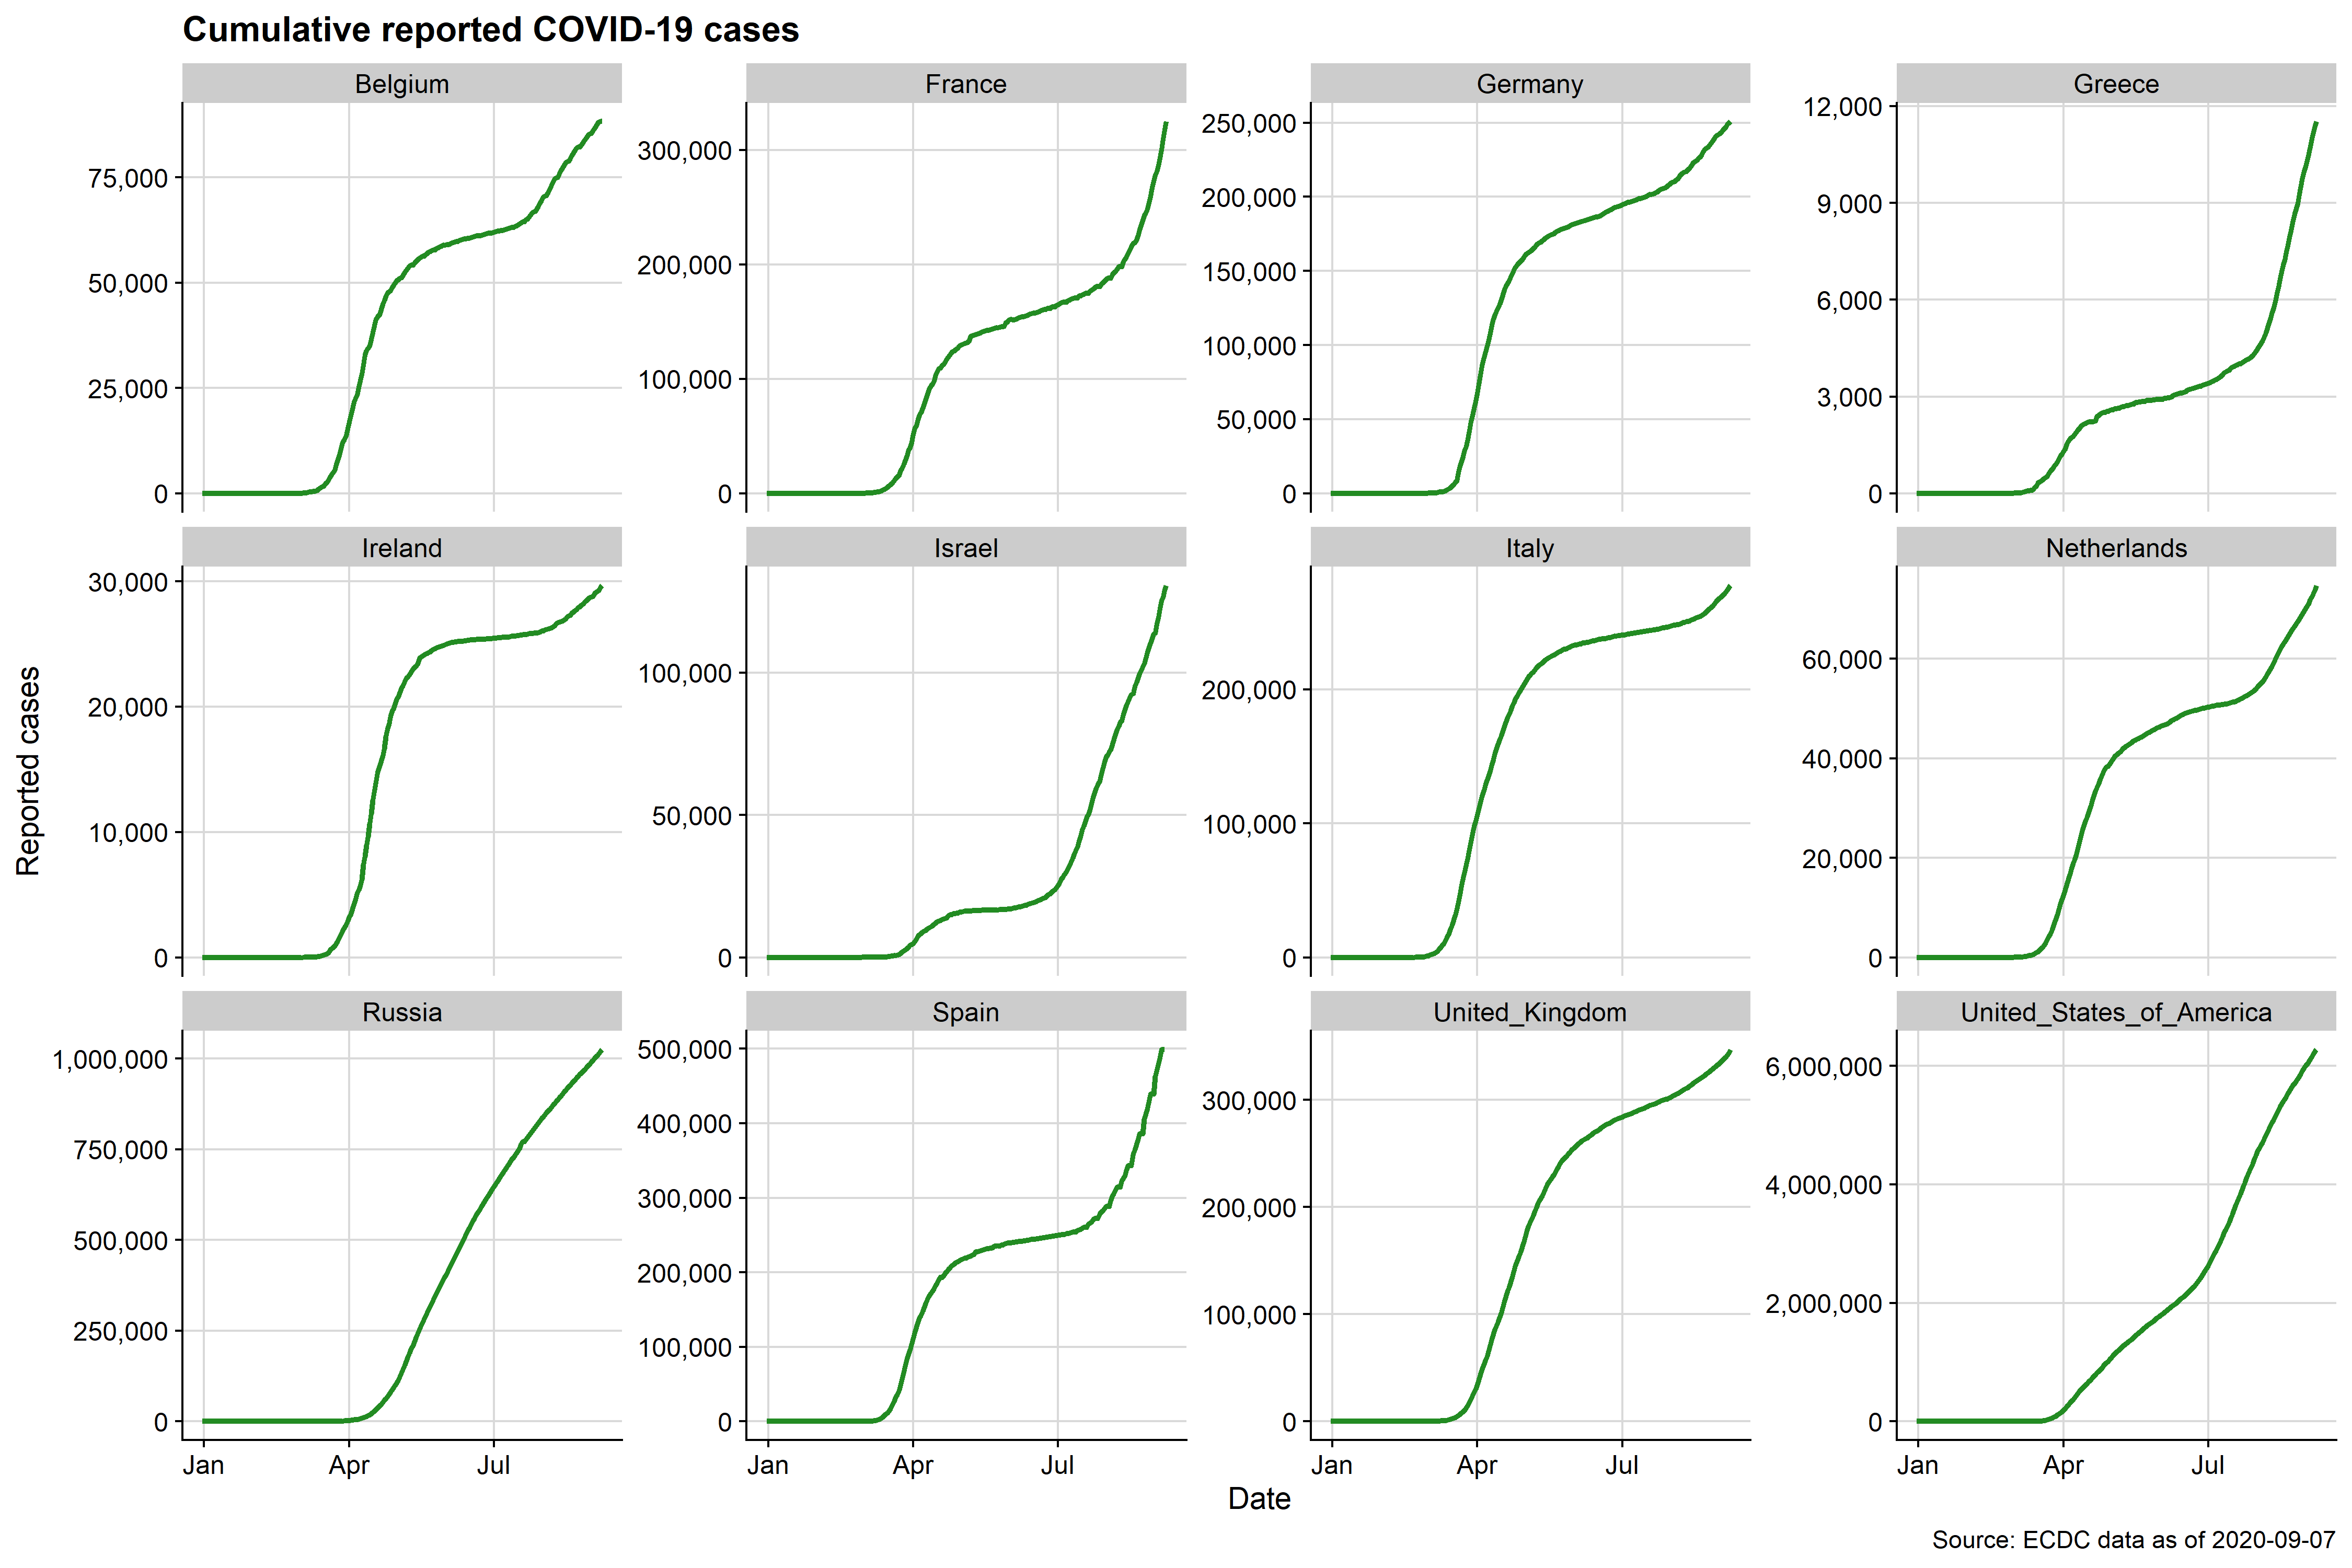 Cumulative reported COVID-19 cases
Belgium
France
Germany
Greece
75,000
50,000
25,000
0
300,000
200,000
100,000
0
250,000
200,000
150,000
100,000
50,000
0
12,000
9,000
6,000
3,000
0
Ireland
Israel
Italy
Netherlands
30,000
20,000
10,000
0
100,000
50,000
0
200,000
100,000
0
60,000
40,000
20,000
0
Reported cases
Russia
Spain
United_Kingdom
United_States_of_America
1,000,000
750,000
500,000
250,000
0
500,000
400,000
300,000
200,000
100,000
0
300,000
200,000
100,000
0
6,000,000
4,000,000
2,000,000
0
Jan Apr Jul
Jan Apr Jul
Jan Apr Jul
Jan Apr Jul
Date
Source: ECDC data as of 2020-09-07